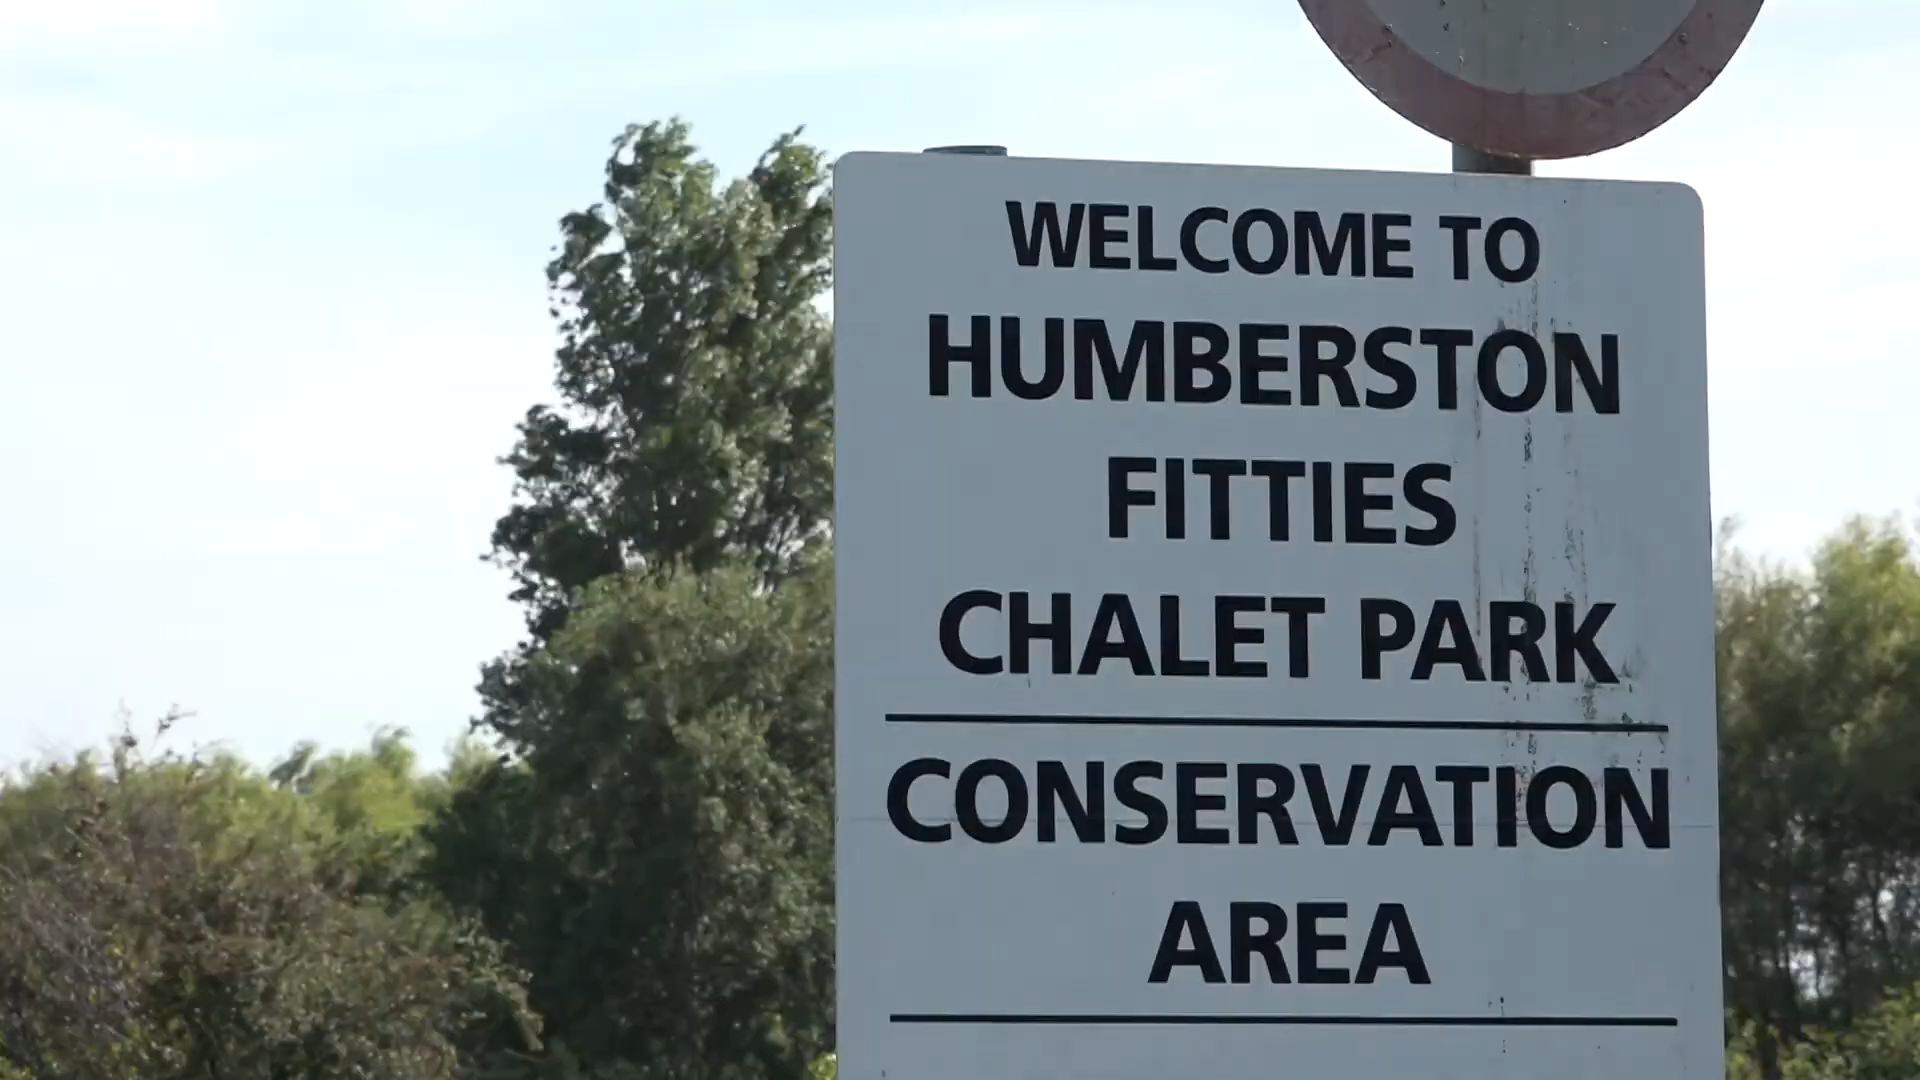 WELCOME TO
HUMBERSTON
FITTIES
CHALET PARK
CONSERVATION
AREA